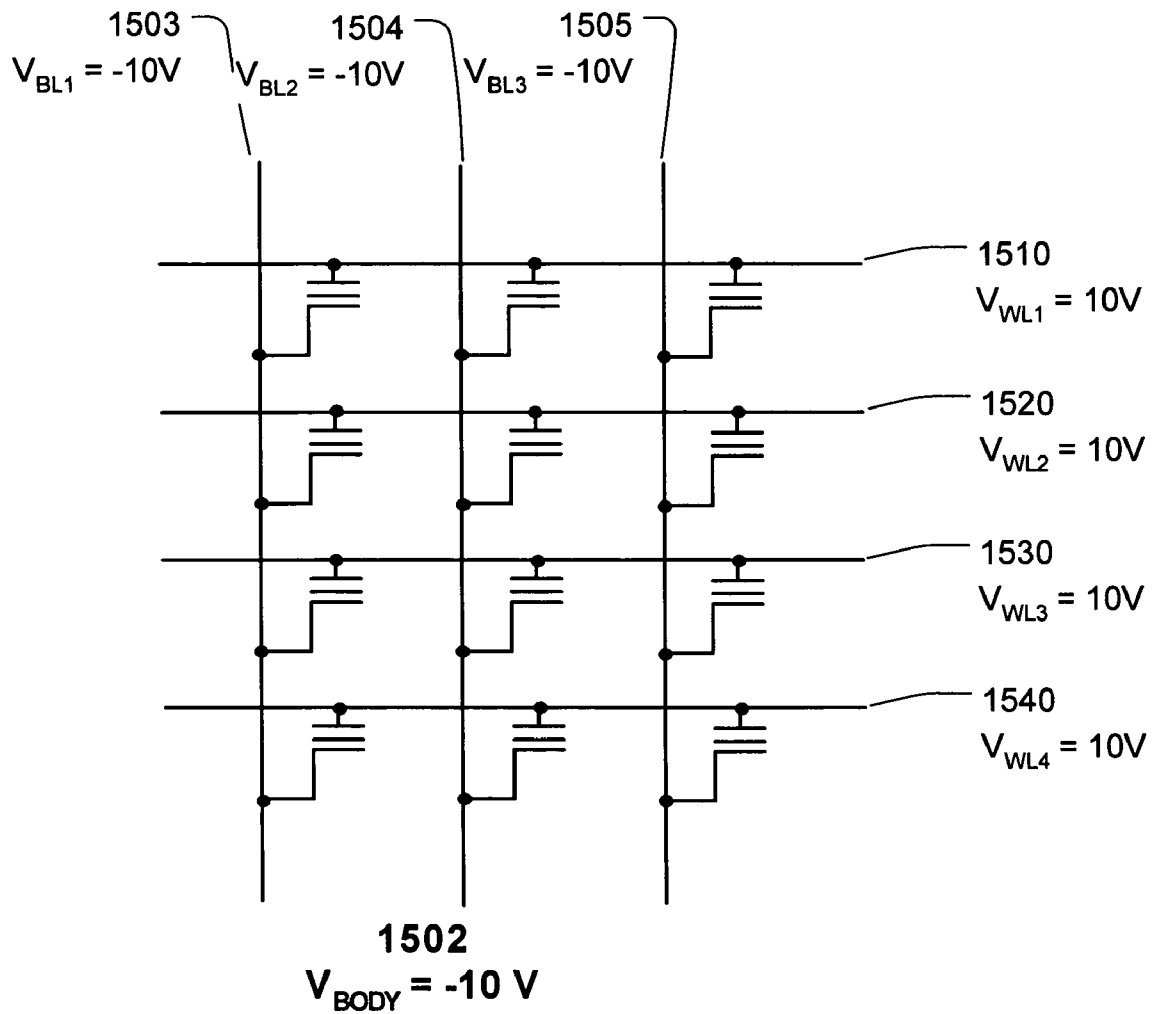 1503
V_BL1 = -10V
1504
V_BL2 = -10V
1505
V_BL3 = -10V
1510
V_WL1 = 10V
1520
V_WL2 = 10V
1530
V_WL3 = 10V
1540
V_WL4 = 10V
1502
V_BODY = -10 V